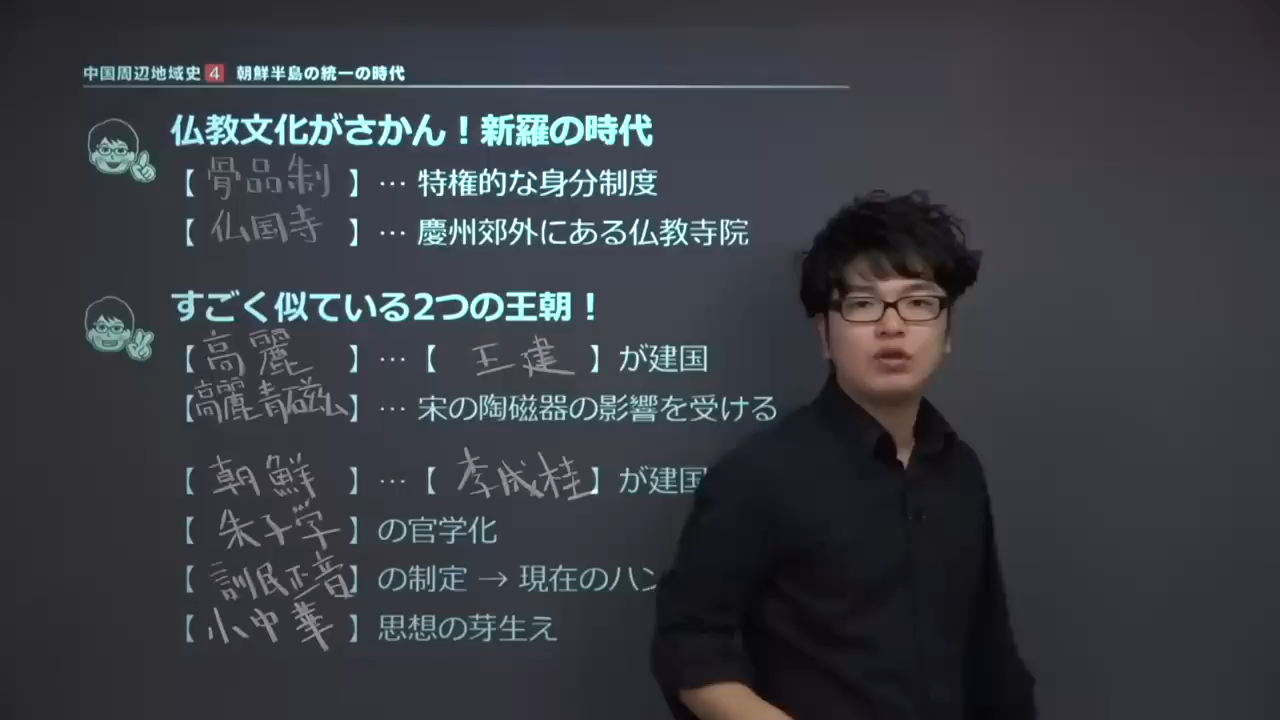 中国周辺地域史 4 朝鮮半島の統一の時代
仏教文化がさかん！新羅の時代
【 骨品制 】 … 特権的な身分制度
【 仏国寺 】 … 慶州郊外にある仏教寺院
すごく似ている2つの王朝！
【 高麗 】 … 【 王建 】が建国
【高麗青磁】 … 宋の陶磁器の影響を受ける
【 朝鮮 】 … 【 李成桂】が建国
【 朱子学 】の官学化
【 訓民正音】の制定 → 現在のハン
【 小中華 】思想の芽生え